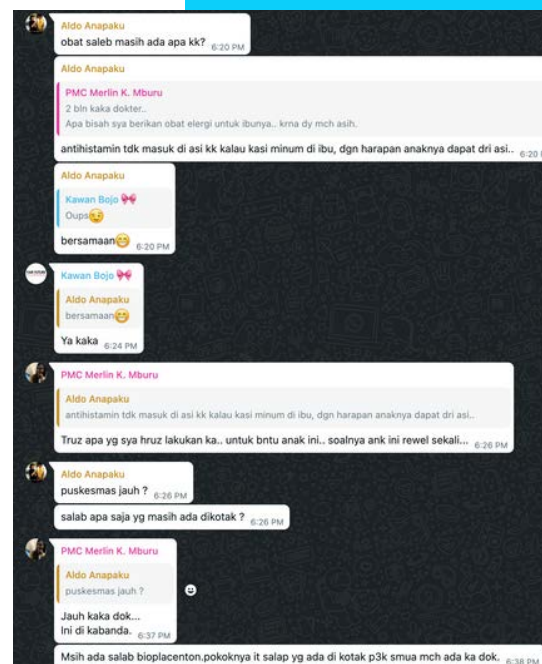 Aldo Anapaku
obat saleb masih ada apa kk? 6:20 PM
Aldo Anapaku
PMC Merlin K. Mburu
2 bln kaka dokter..
Apa bisah sya berikan obat elergi untuk ibunya.. krna dy mch asih.
antihistamin tdk masuk di asi kk kalau kasi minum di ibu, dgn harapan anaknya dapat dri asi.. 6:20
Aldo Anapaku
Kawan Bojo 🎀
Oups😉
bersamaan😁 6:20 PM
Kawan Bojo 🎀
Aldo Anapaku
bersamaan😁
Ya kaka 6:24 PM
PMC Merlin K. Mburu
Aldo Anapaku
antihistamin tdk masuk di asi kk kalau kasi minum di ibu, dgn harapan anaknya dapat dri asi..
Truz apa yg sya hruz lakukan ka.. untuk bntu anak ini.. soalnya ank ini rewel sekali... 6:26 PM
Aldo Anapaku
puskesmas jauh ? 6:26 PM
salab apa saja yg masih ada dikotak ? 6:26 PM
PMC Merlin K. Mburu
Aldo Anapaku
puskesmas jauh ?
Jauh kaka dok...
Ini di kabanda. 6:37 PM
Msih ada salab bioplacenton.pokoknya it salap yg ada di kotak p3k smua mch ada ka dok. 6:38 PM